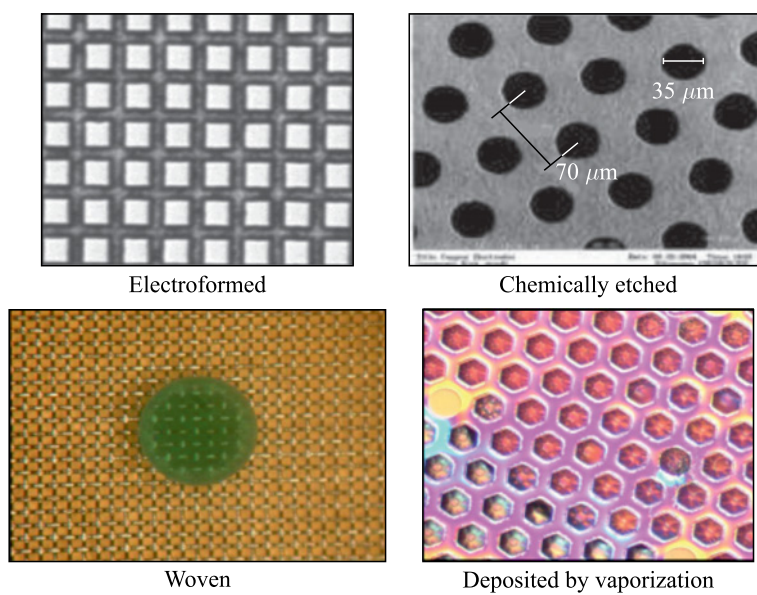 35 μm
70 μm
Electroformed
Chemically etched
Woven
Deposited by vaporization